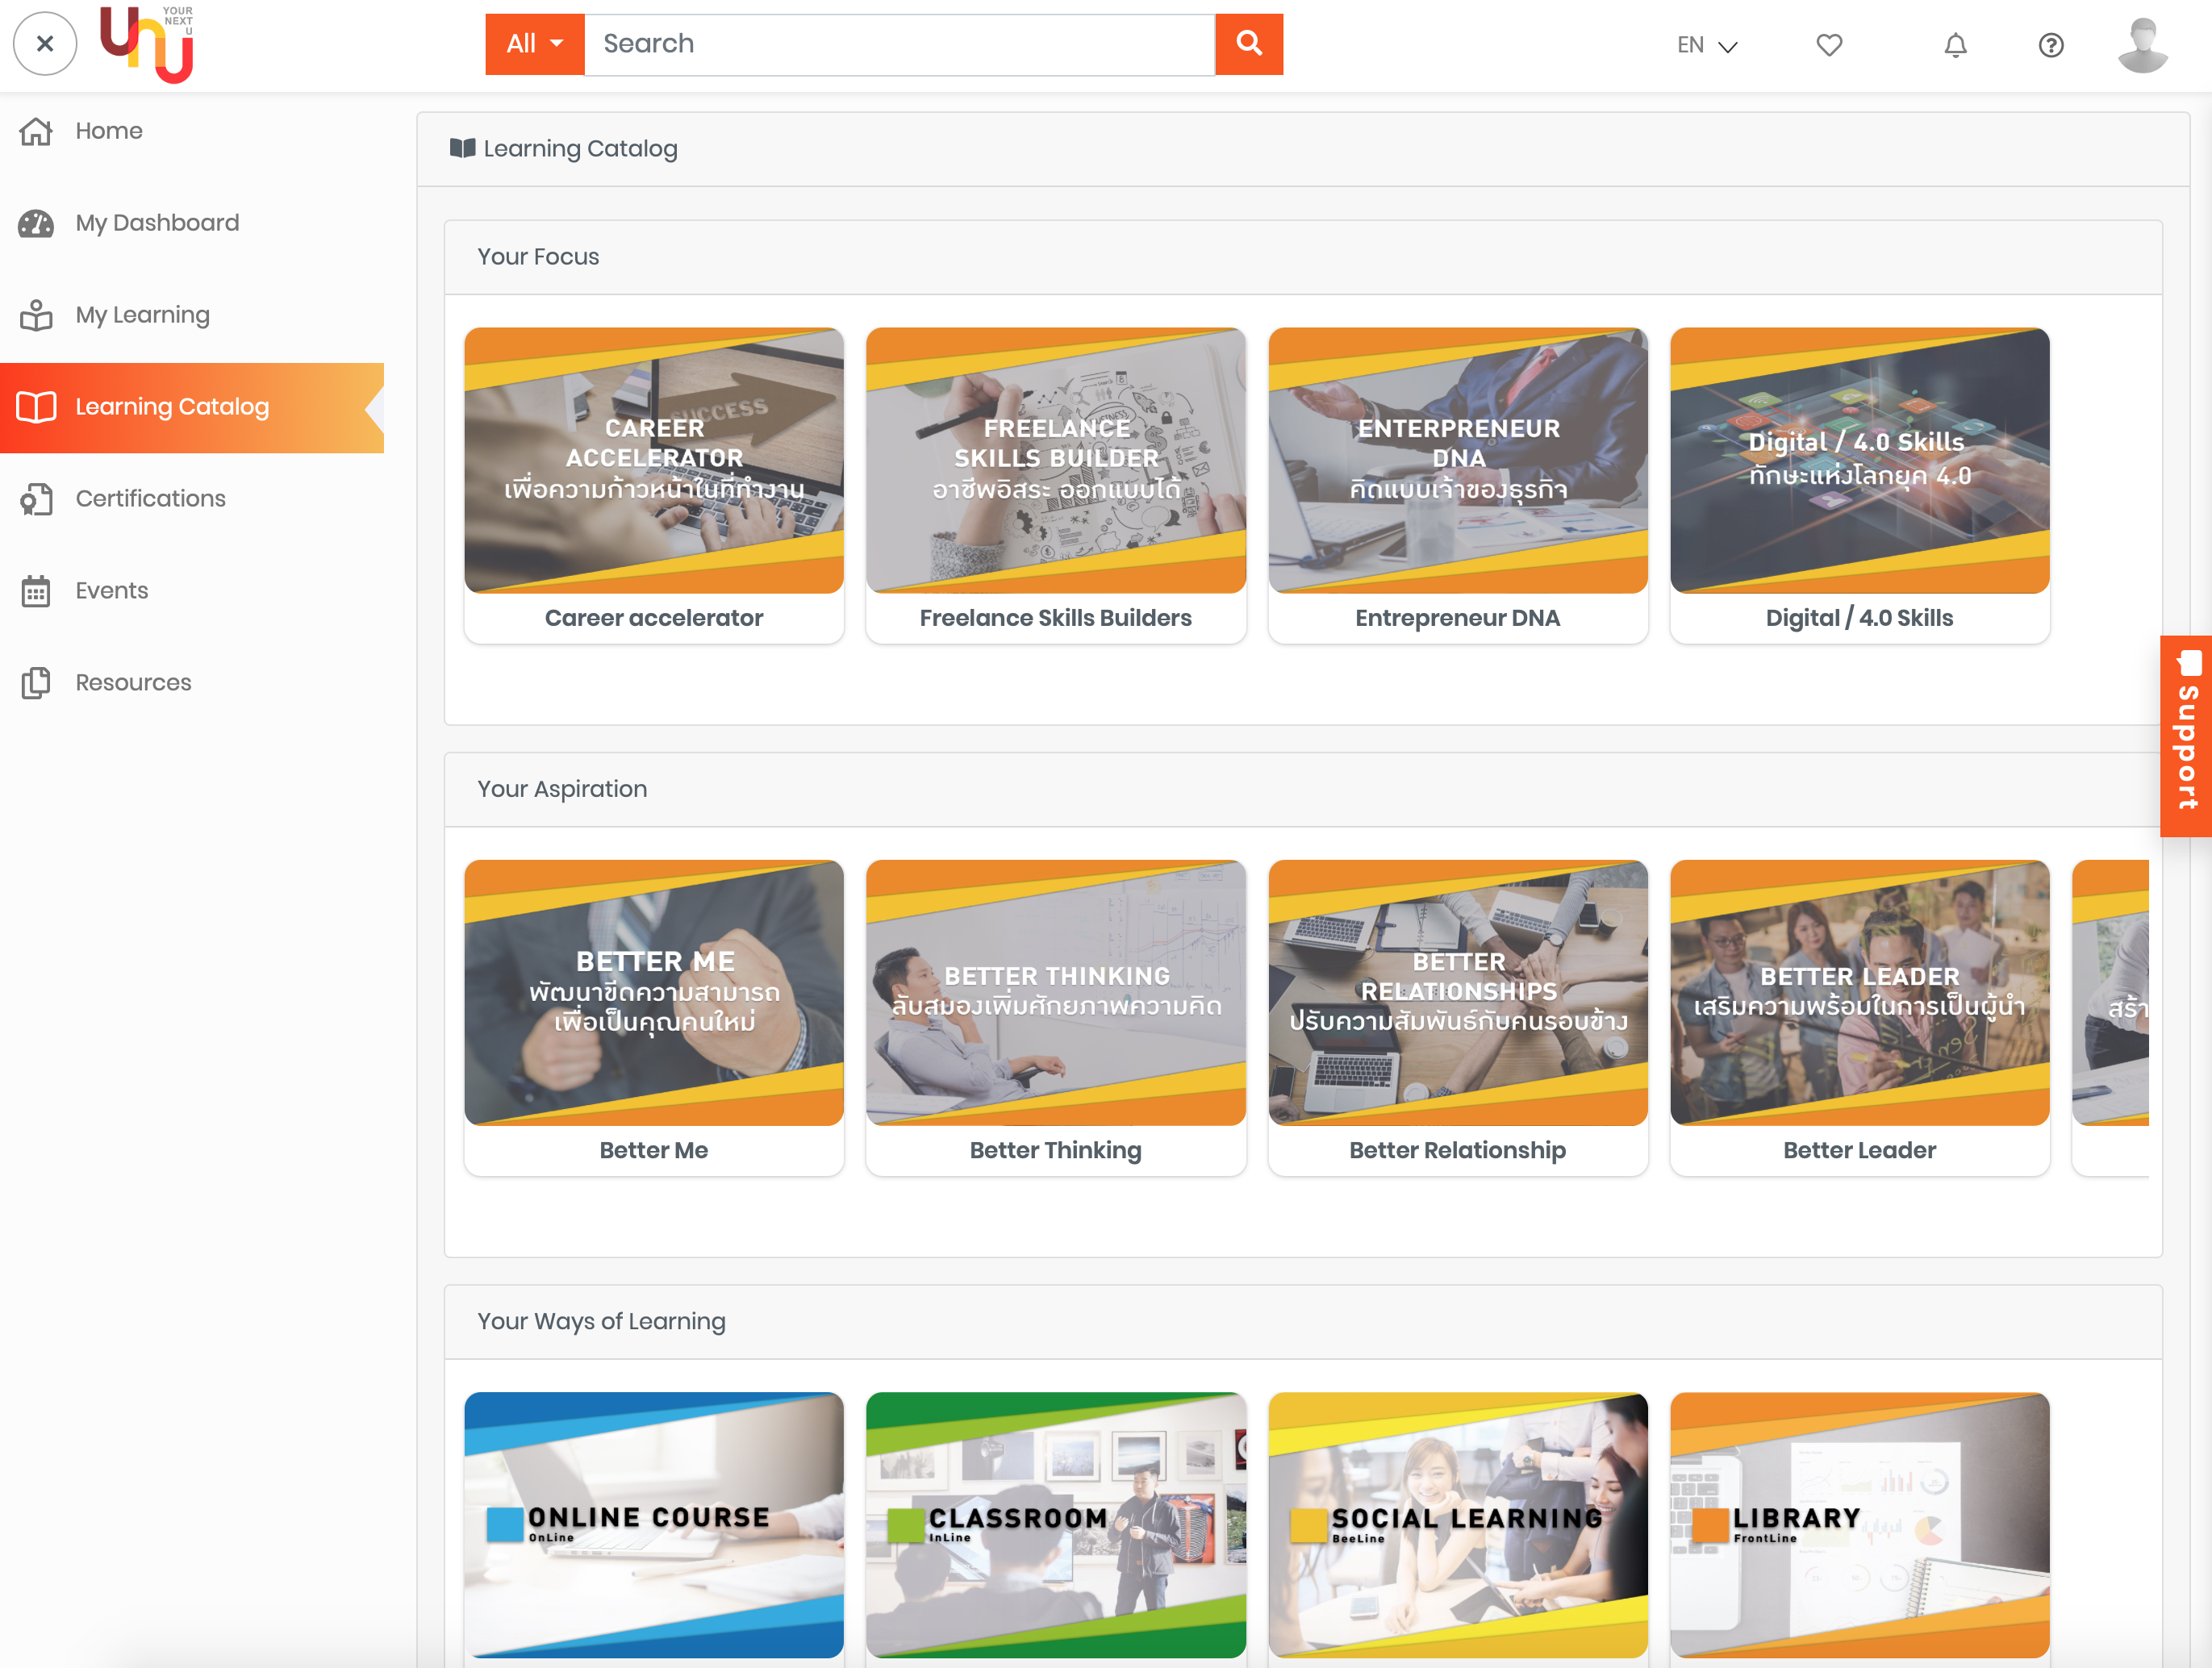 YOUR
NEXT
U
All
Search
EN
Home
My Dashboard
My Learning
Learning Catalog
Certifications
Events
Resources
Learning Catalog
Your Focus
SUCCESS
CAREER
ACCELERATOR
เพื่อความก้าวหน้าในที่ทำงาน
Career accelerator
FREELANCE
SKILLS BUILDER
อาชีพอิสระ ออกแบบได้
Freelance Skills Builders
ENTERPRENEUR
DNA
คิดแบบเจ้าของธุรกิจ
Entrepreneur DNA
Digital / 4.0 Skills
ทักษะแห่งโลกยุค 4.0
Digital / 4.0 Skills
Support
Your Aspiration
BETTER ME
พัฒนาขีดความสามารถ
เพื่อเป็นคุณคนใหม่
Better Me
BETTER THINKING
ลับสมองเพิ่มศักยภาพความคิด
Better Thinking
BETTER
RELATIONSHIPS
ปรับความสัมพันธ์กับคนรอบข้าง
Better Relationship
BETTER LEADER
เสริมความพร้อมในการเป็นผู้นำ
Better Leader
สร้า
Your Ways of Learning
ONLINE COURSE
OnLine
CLASSROOM
InLine
SOCIAL LEARNING
BeeLine
LIBRARY
FrontLine